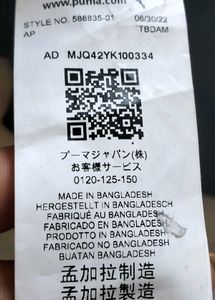 www.puma.com
STYLE NO. 586835-01 06/30/22
AP TBDAM
AD MJQ42YK100334
プーマジャパン(株)
お客様サービス
0120-125-150
MADE IN BANGLADESH
HERGESTELLT IN BANGLADESCH
FABRIQUÉ AU BANGLADESH
FABRICADO EN BANGLADESH
PRODOTTO IN BANGLADESH
FABRICADO NO BANGLADESH
BUATAN BANGLADESH
孟加拉制造
孟加拉製造